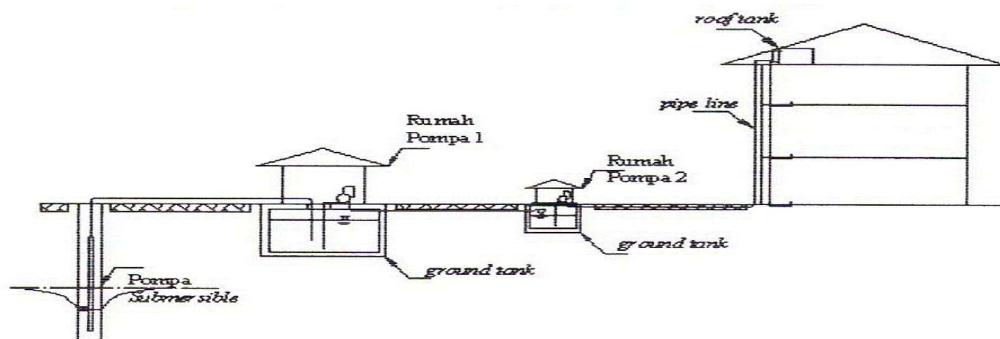 roof tank
pipe line
Rumah
Pompa 1
Rumah
Pompa 2
ground tank
ground tank
Pompa
Submersible